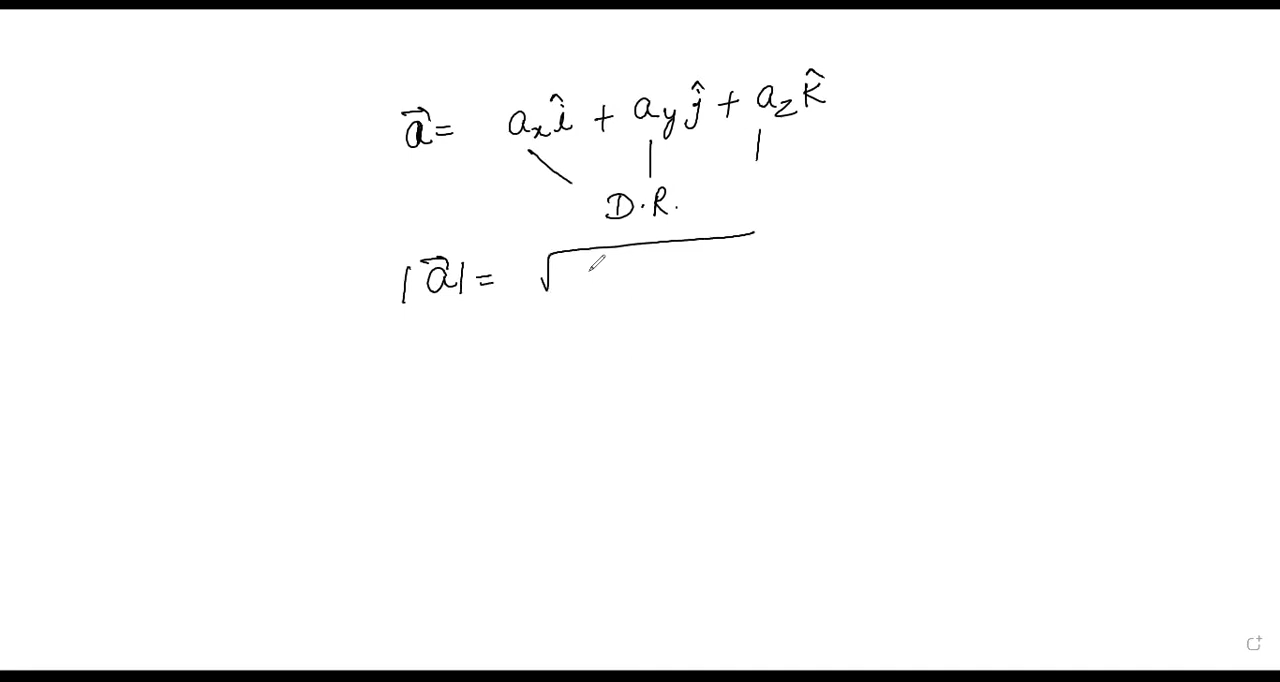 a⃗ = aₓî + a_yĵ + a_zk̂
D.R.
|a⃗| = √